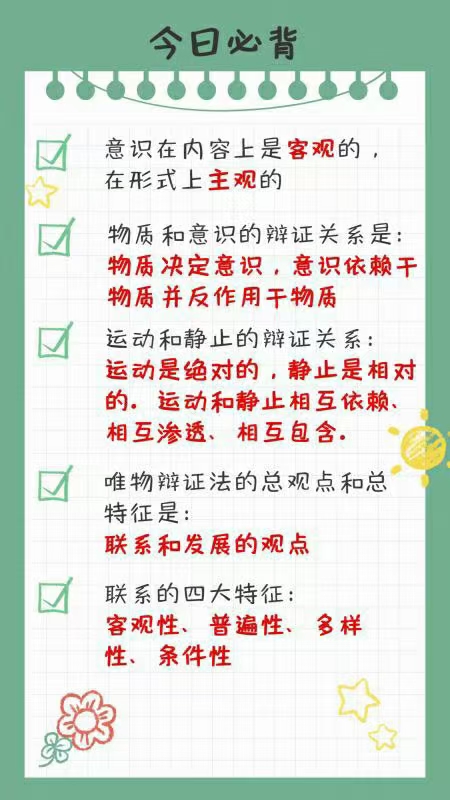 今日必背
意识在内容上是客观的，
在形式上主观的
物质和意识的辩证关系是：
物质决定意识，意识依赖于
物质并反作用于物质
运动和静止的辩证关系：
运动是绝对的，静止是相对
的。运动和静止相互依赖、
相互渗透、相互包含。
唯物辩证法的总观点和总
特征是：
联系和发展的观点
联系的四大特征：
客观性、普遍性、多样
性、条件性